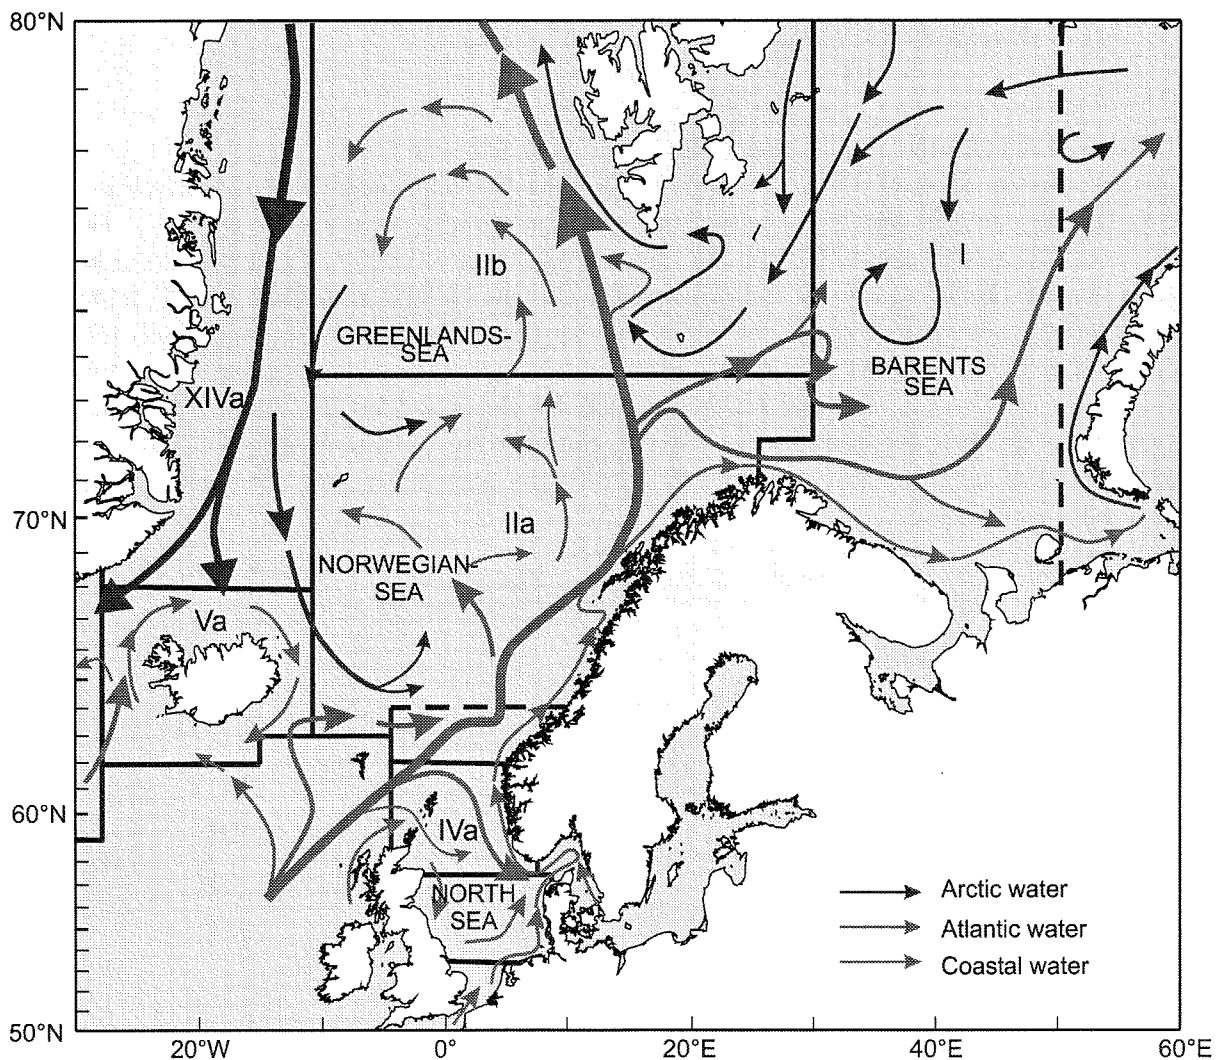 80°N
IIb
I
GREENLANDS-
SEA
BARENTS
SEA
XIVa
70°N
IIa
NORWEGIAN-
SEA
Va
60°N
IVa
NORTH
SEA
Arctic water
Atlantic water
Coastal water
50°N
20°W
0°
20°E
40°E
60°E